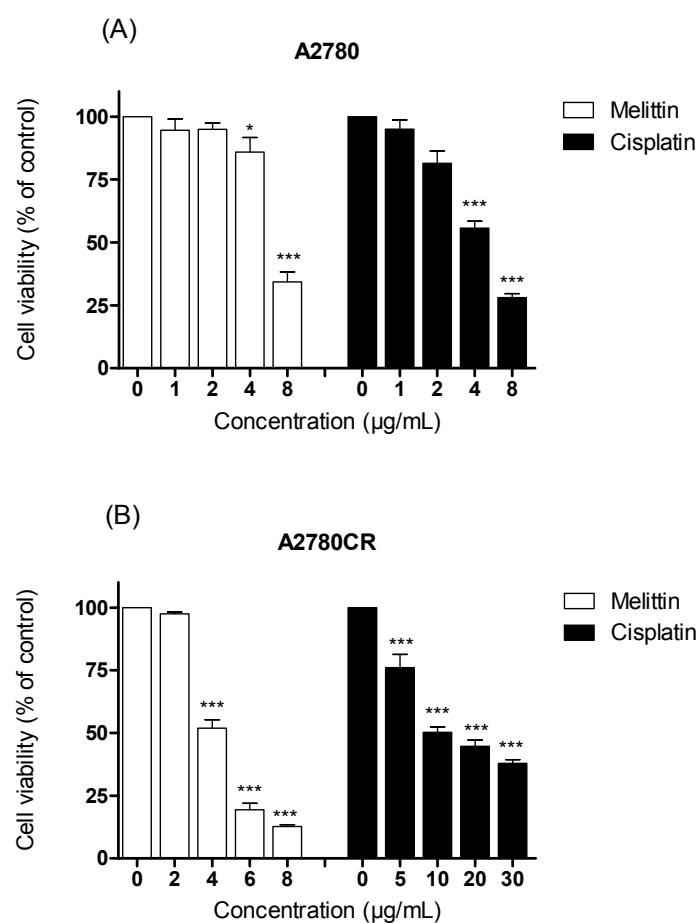 (A)
A2780
Cell viability (% of control)
100
75
50
25
0
* 
***
***
***
0 1 2 4 8 0 1 2 4 8
Concentration (µg/mL)
Melittin
Cisplatin
(B)
A2780CR
Cell viability (% of control)
100
75
50
25
0
***
***
***
***
***
***
***
0 2 4 6 8 0 5 10 20 30
Concentration (µg/mL)
Melittin
Cisplatin